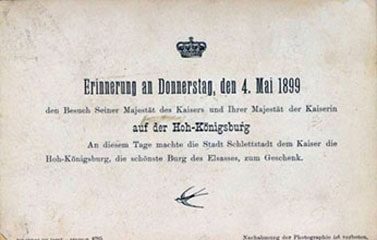 Erinnerung an Donnerstag, den 4. Mai 1899
den Besuch Seiner Majestät des Kaisers und Ihrer Majestät der Kaiserin
auf der Hoh-Königsburg
An diesem Tage machte die Stadt Schlettstadt dem Kaiser die
Hoh-Königsburg, die schönste Burg des Elsasses, zum Geschenk.
Nachahmung der Photographie ist verboten.